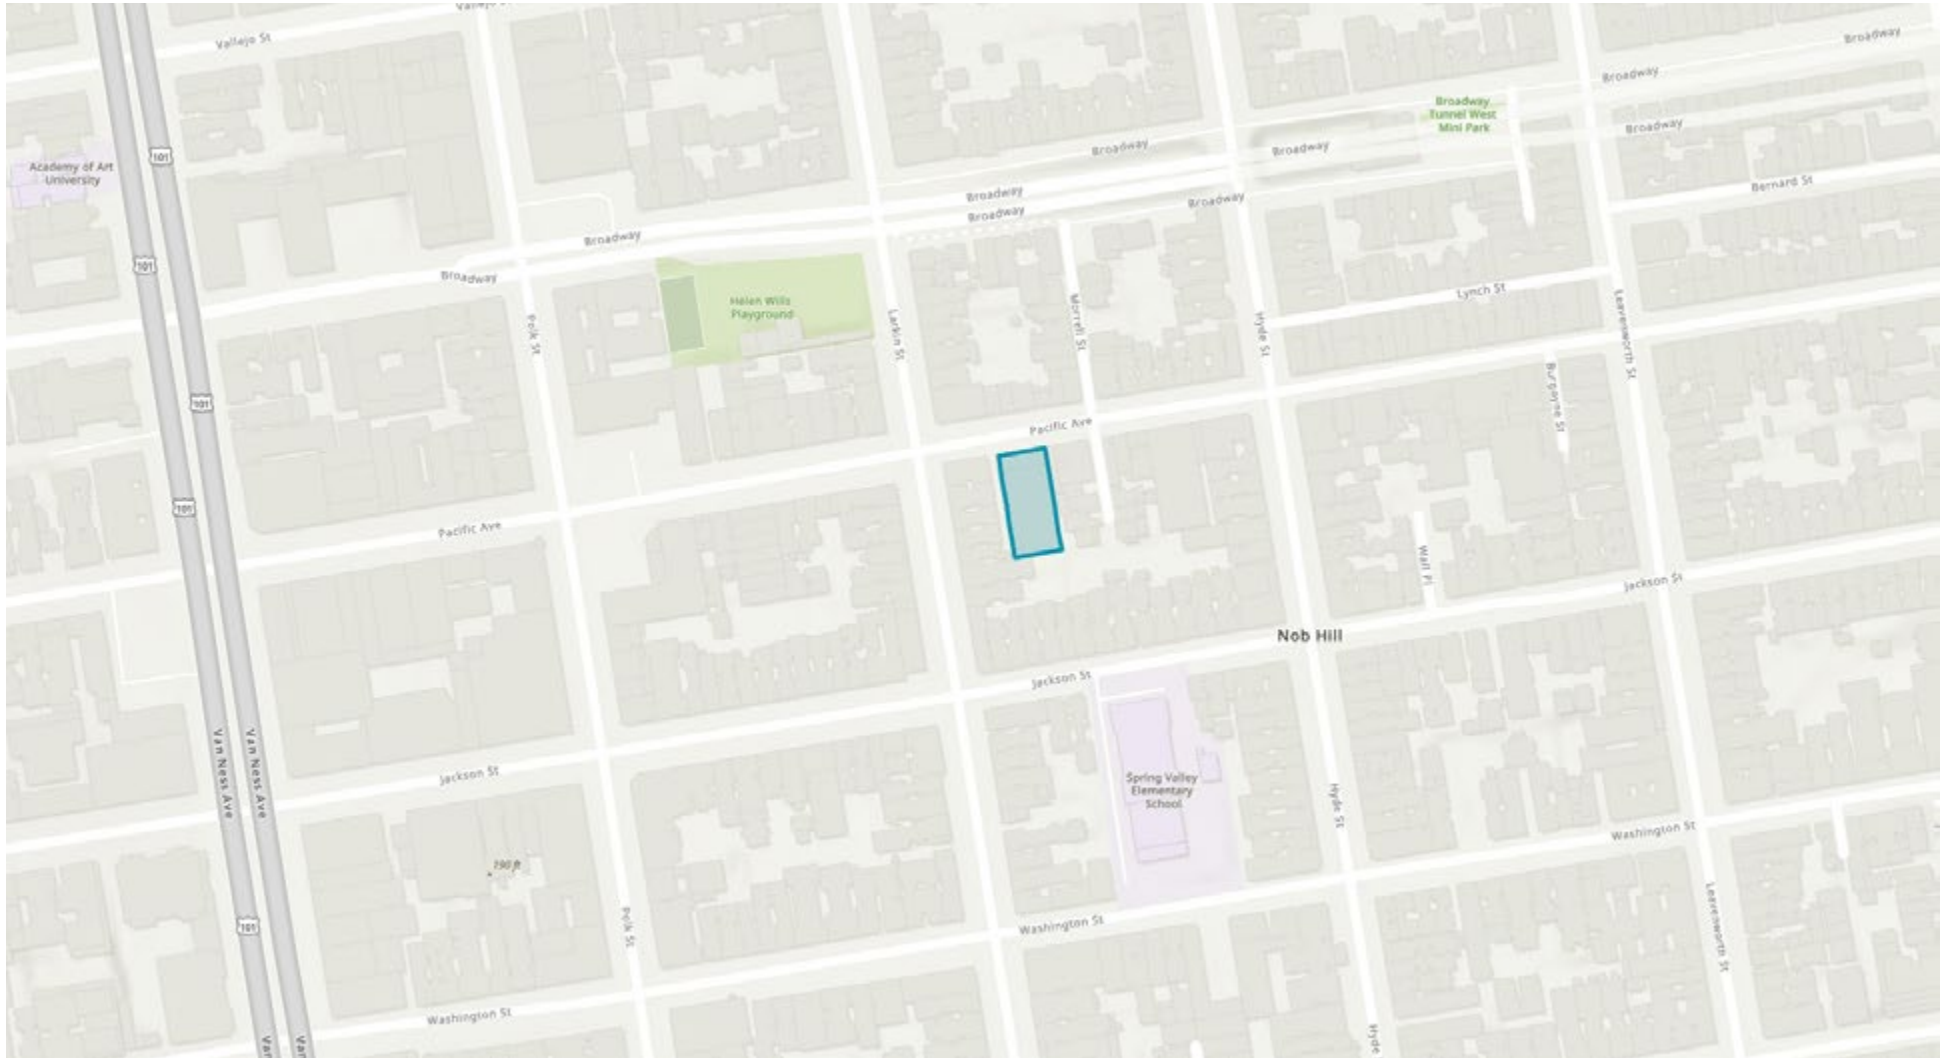 Vallejo St
Broadway
Broadway
Broadway
Tunnel West
Mini Park
Broadway
Broadway
Broadway
Academy of Art
University
101
Bernard St
Broadway
Broadway
Broadway
Broadway
Broadway
101
Lynch St
Helen Wills
Playground
Polk St
Larkin St
Morrell St
Hyde St
Leavenworth St
101
Burgoyne St
Pacific Ave
101
Pacific Ave
Wall Pl
Jackson St
Nob Hill
Jackson St
Van Ness Ave
Van Ness Ave
Jackson St
Spring Valley
Elementary
School
Hyde St
Washington St
190 ft
Polk St
101
Washington St
Leavenworth St
Washington St
Van
Van
Hyde